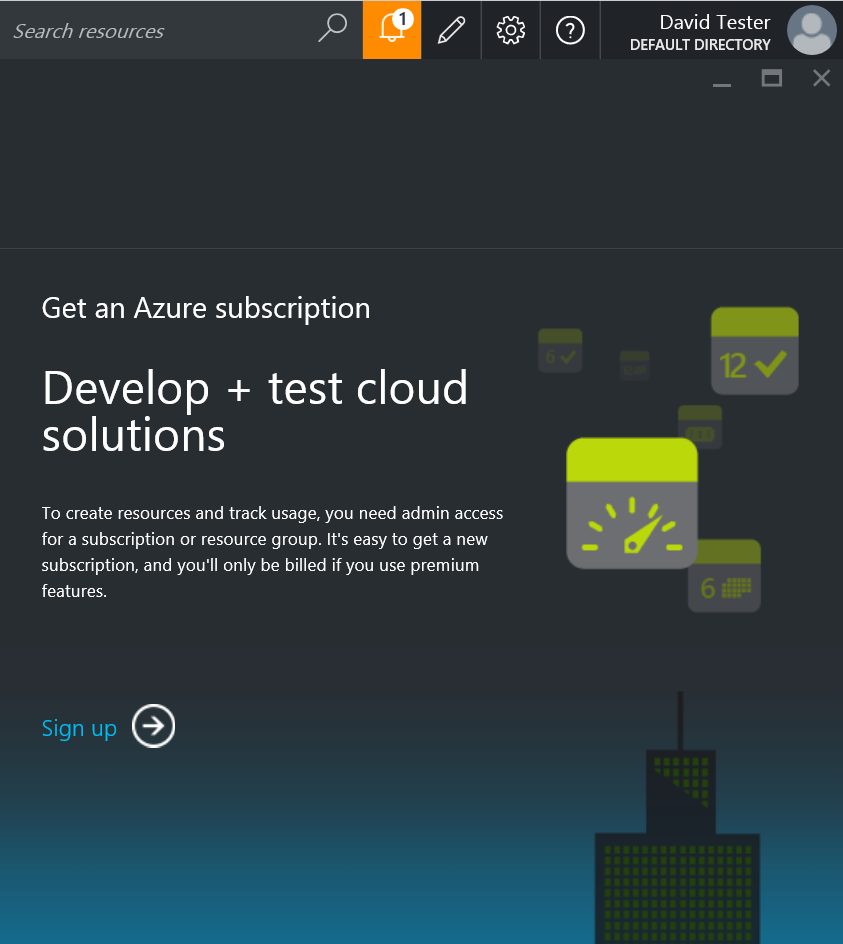 Search resources
1
David Tester
DEFAULT DIRECTORY
Get an Azure subscription
Develop + test cloud
solutions
To create resources and track usage, you need admin access
for a subscription or resource group. It's easy to get a new
subscription, and you'll only be billed if you use premium
features.
6
12
6
Sign up